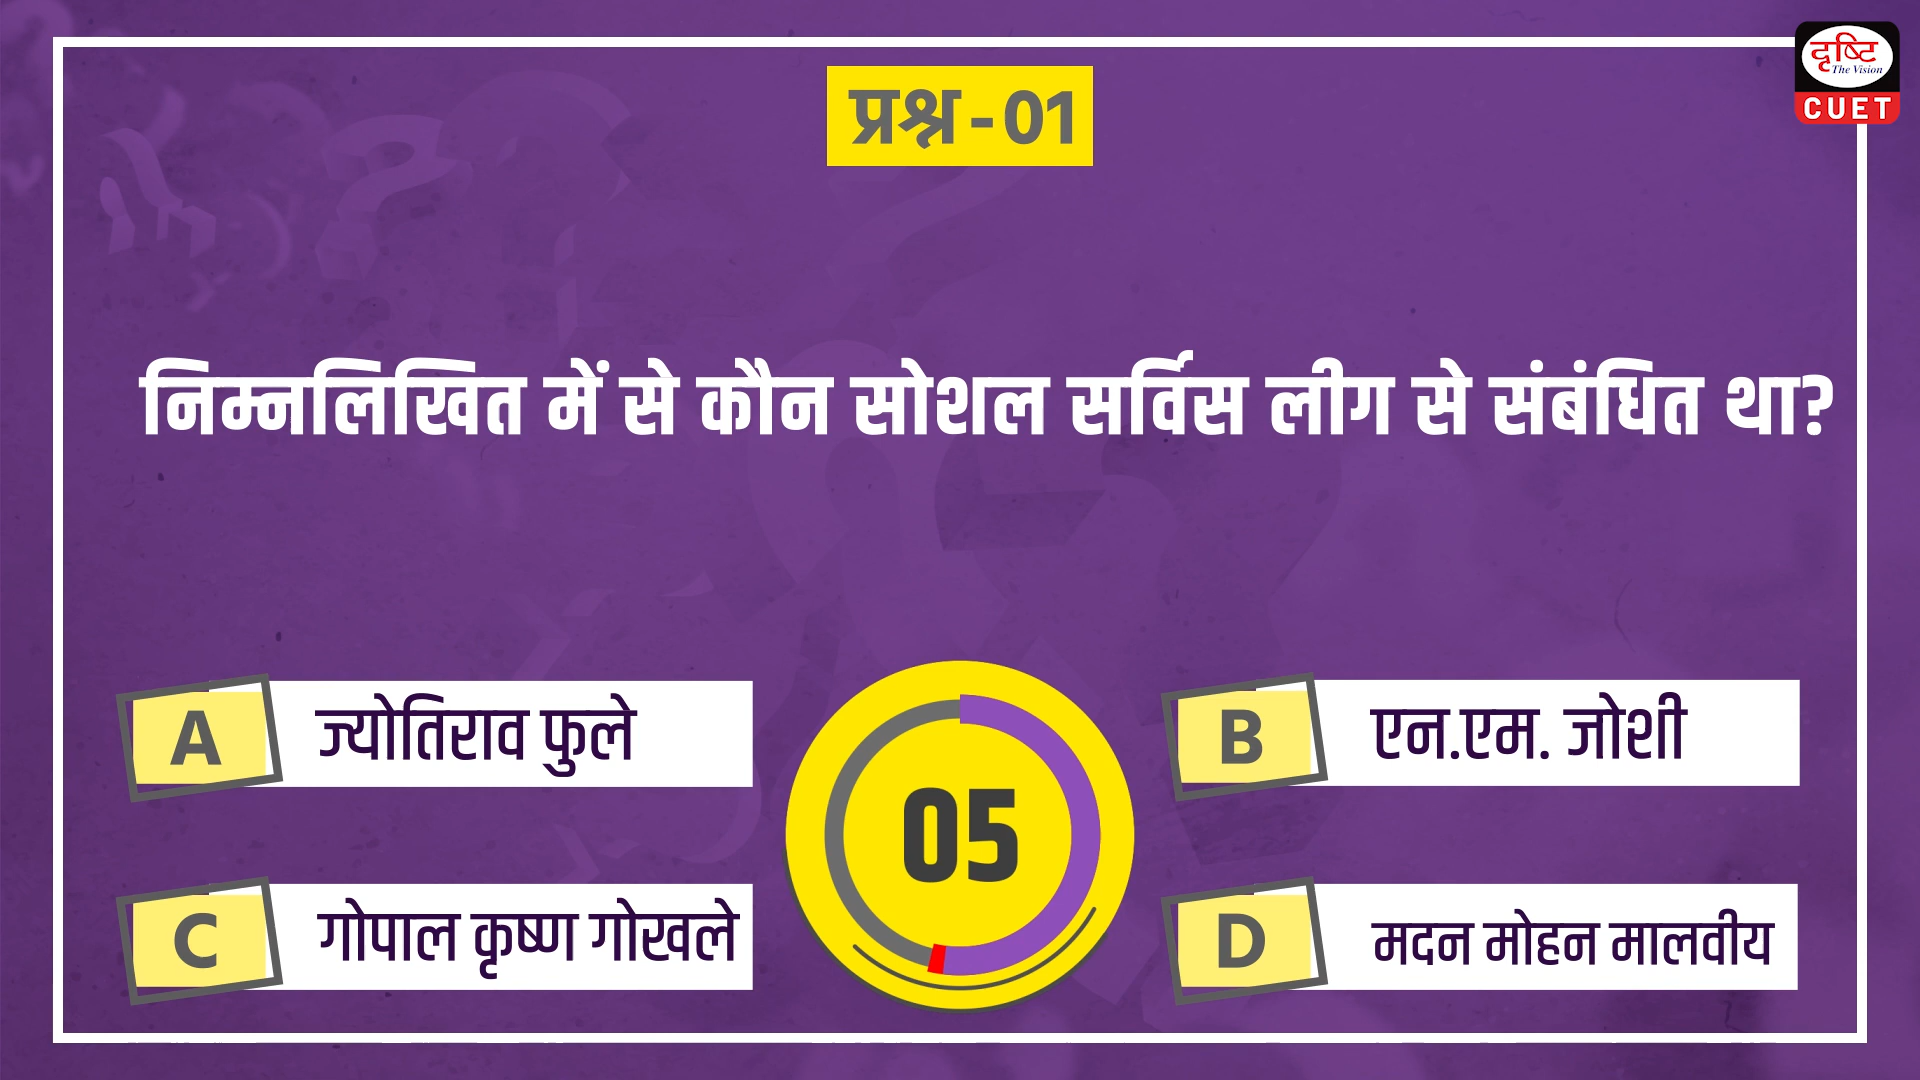 दृष्टि
The Vision
CUET
प्रश्न - 01
निम्नलिखित में से कौन सोशल सर्विस लीग से संबंधित था?
A ज्योतिराव फुले
B एन.एम. जोशी
05
C गोपाल कृष्ण गोखले
D मदन मोहन मालवीय